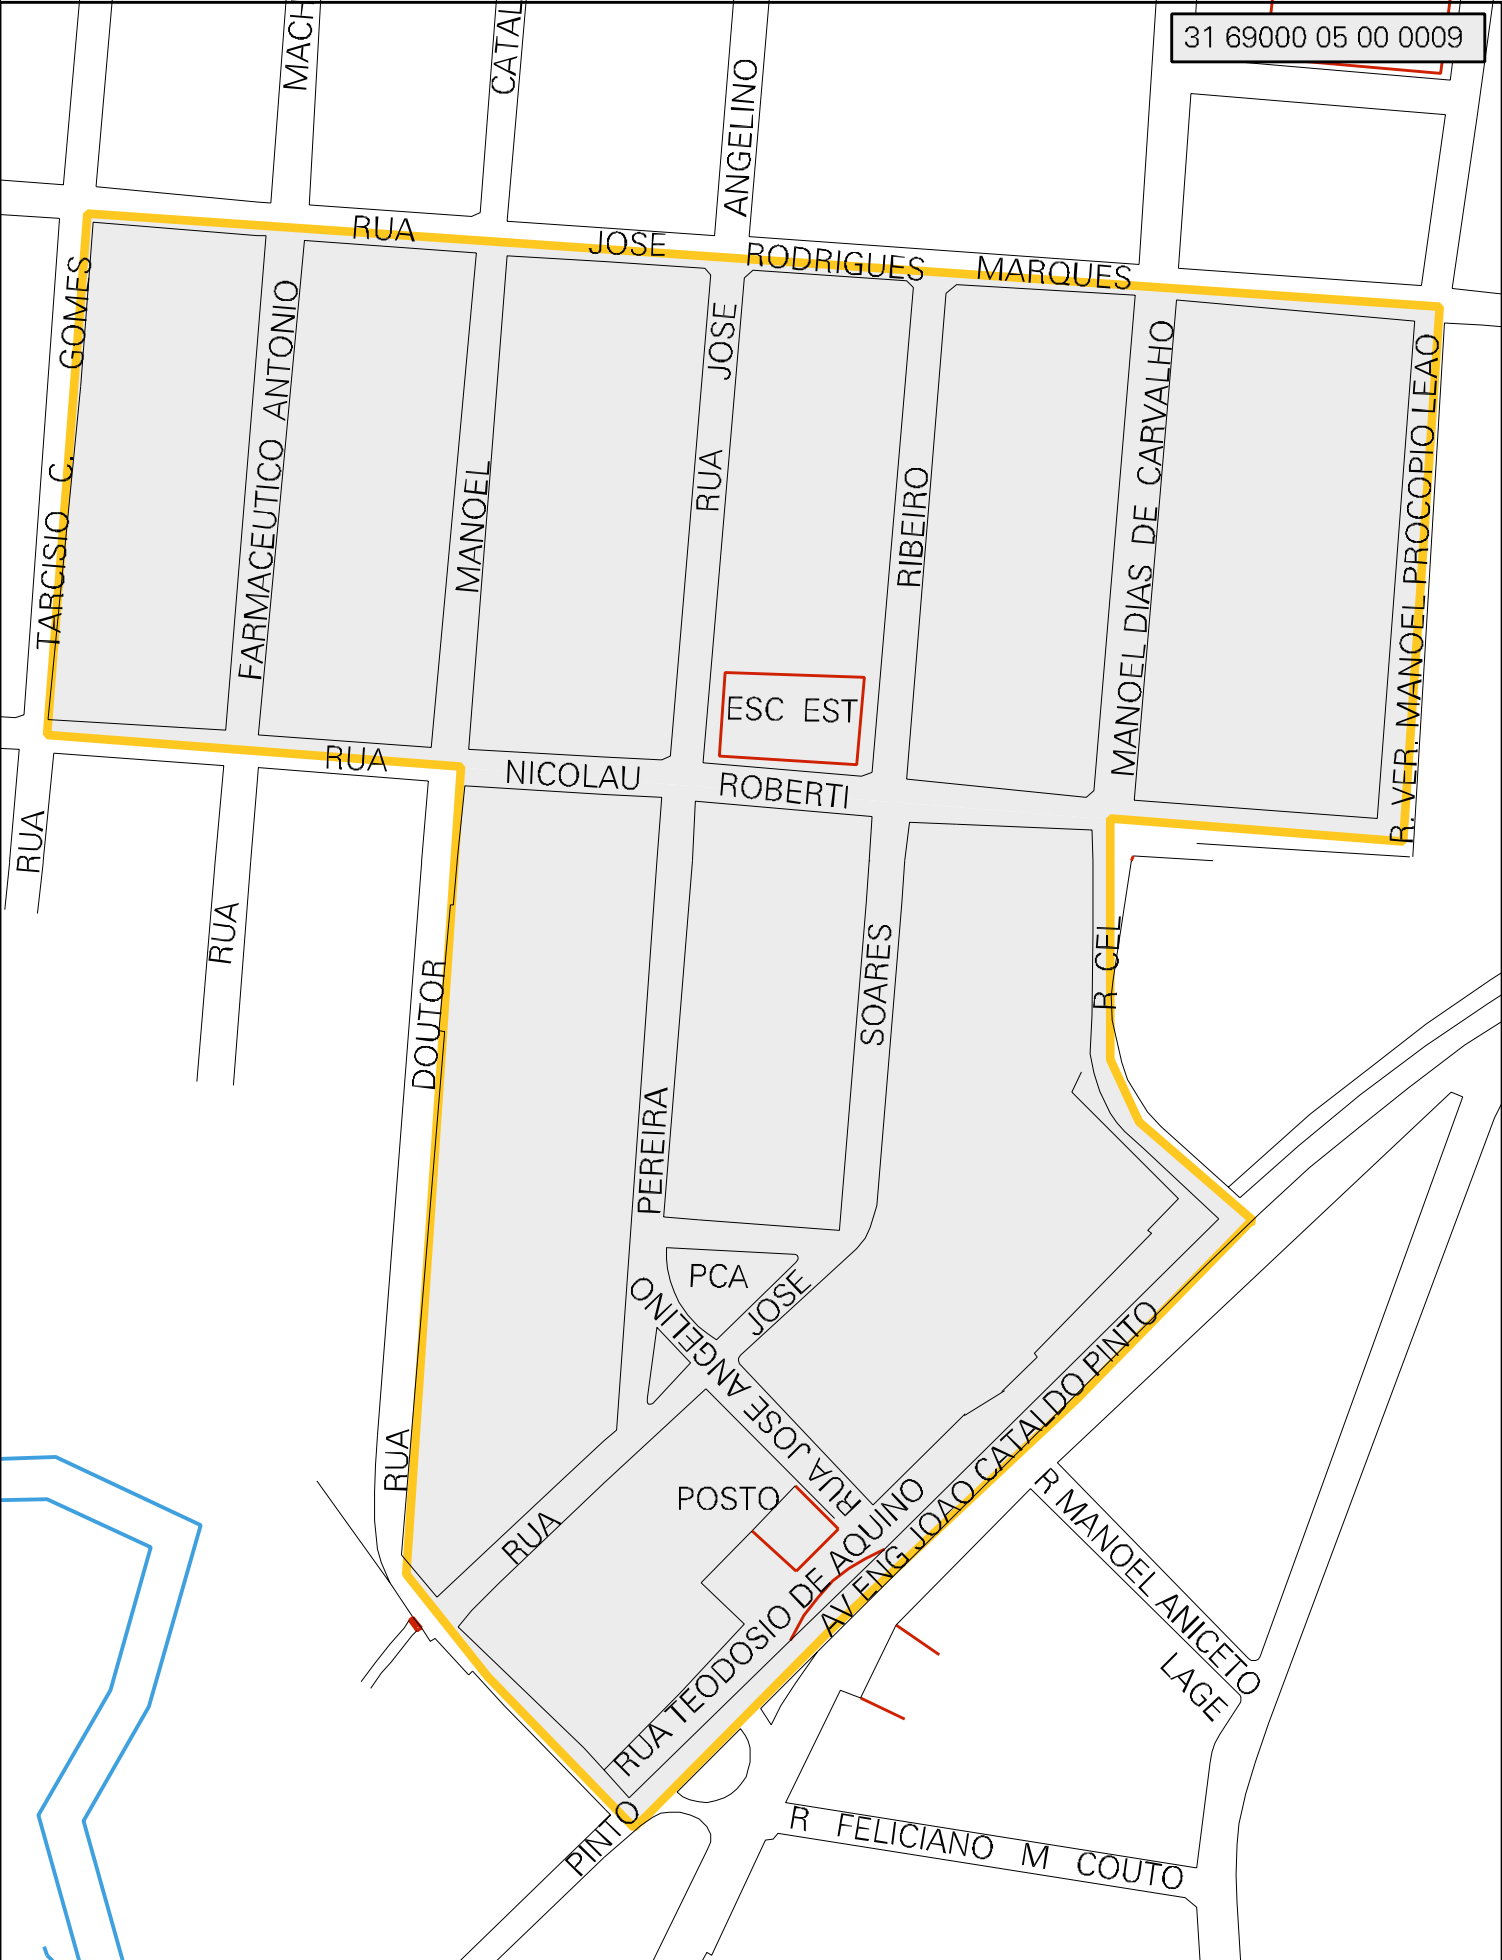 31 69000 05 00 0009
MACH
CATAL
ANGELINO
RUA JOSE RODRIGUES MARQUES
TARCISIO C. GOMES
FARMACEUTICO ANTONIO
MANOEL
RUA JOSE
RIBEIRO
MANOEL DIAS DE CARVALHO
R. VER. MANOEL PROCOPIO LEAO
ESC EST
RUA NICOLAU ROBERTI
RUA
RUA
RUA DOUTOR
PEREIRA
SOARES
R CEL
PCA
RUA JOSE ANGELINO
RUA JOSE
POSTO
RUA TEODOSIO DE AQUINO
AV ENG JOAO CATALDO PINTO
R MANOEL ANICETO
LAGE
PINTO
R FELICIANO M COUTO